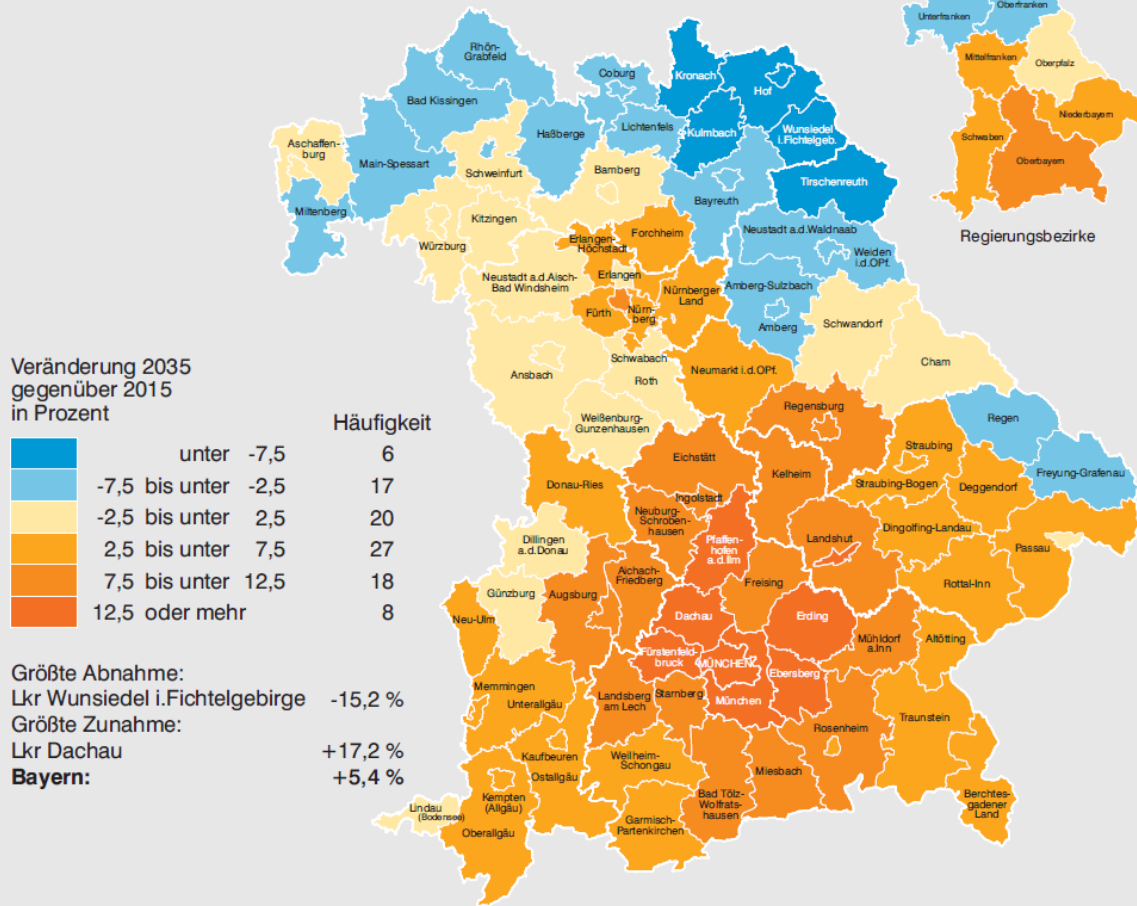 Unterfranken
Oberfranken
Mittelfranken
Oberpfalz
Niederbayern
Schwaben
Oberbayern
Regierungsbezirke
Rhön-
Grabfeld
Coburg
Kronach
Hof
Bad Kissingen
Lichtenfels
Kulmbach
Wunsiedel
i.Fichtelgeb.
Haßberge
Aschaffen-
burg
Main-Spessart
Schweinfurt
Bamberg
Tirschenreuth
Bayreuth
Miltenberg
Kitzingen
Würzburg
Forchheim
Erlangen-
Höchstadt
Neustadt a.d.Waldnaab
Weiden
i.d.OPf.
Neustadt a.d.Aisch-
Bad Windsheim
Erlangen
Nürnberger
Land
Amberg-Sulzbach
Fürth
Nürn-
berg
Amberg
Schwandorf
Cham
Ansbach
Schwabach
Roth
Neumarkt i.d.OPf.
Weißenburg-
Gunzenhausen
Regensburg
Regen
Straubing
Freyung-Grafenau
Eichstätt
Kelheim
Donau-Ries
Ingolstadt
Straubing-Bogen
Deggendorf
Neuburg-
Schroben-
hausen
Dingolfing-Landau
Dillingen
a.d.Donau
Pfaffen-
hofen
a.d.Ilm
Landshut
Passau
Aichach-
Friedberg
Freising
Rottal-Inn
Günzburg
Augsburg
Neu-Ulm
Dachau
Erding
Mühldorf
a.Inn
Altötting
Fürstenfeld-
bruck
MÜNCHEN
Ebersberg
Memmingen
Unterallgäu
Landsberg
am Lech
Starnberg
München
Traunstein
Rosenheim
Kaufbeuren
Ostallgäu
Weilheim-
Schongau
Miesbach
Bad Tölz-
Wolfrats-
hausen
Kempten
(Allgäu)
Berchtes-
gadener
Land
Lindau
(Bodensee)
Oberallgäu
Garmisch-
Partenkirchen
Veränderung 2035
gegenüber 2015
in Prozent
Häufigkeit
unter -7,5 6
-7,5 bis unter -2,5 17
-2,5 bis unter 2,5 20
2,5 bis unter 7,5 27
7,5 bis unter 12,5 18
12,5 oder mehr 8
Größte Abnahme:
Lkr Wunsiedel i.Fichtelgebirge -15,2 %
Größte Zunahme:
Lkr Dachau +17,2 %
Bayern: +5,4 %